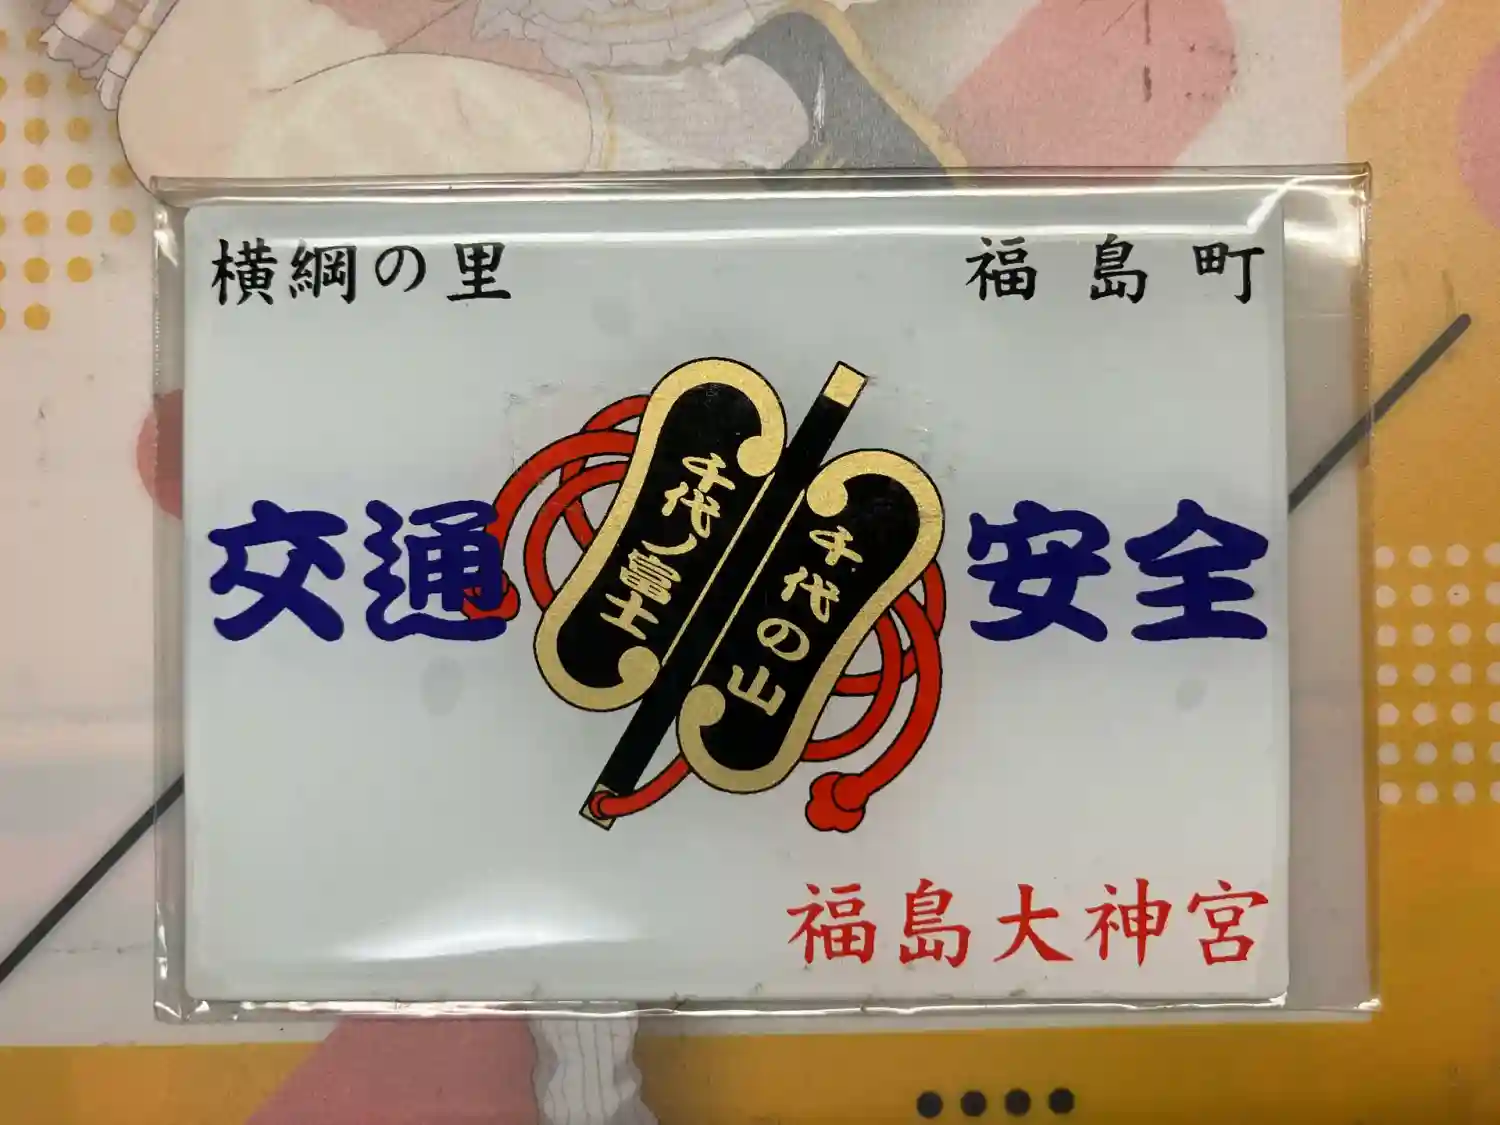 横綱の里 福島町
千代ノ富士
千代の山
交通安全
福島大神宮